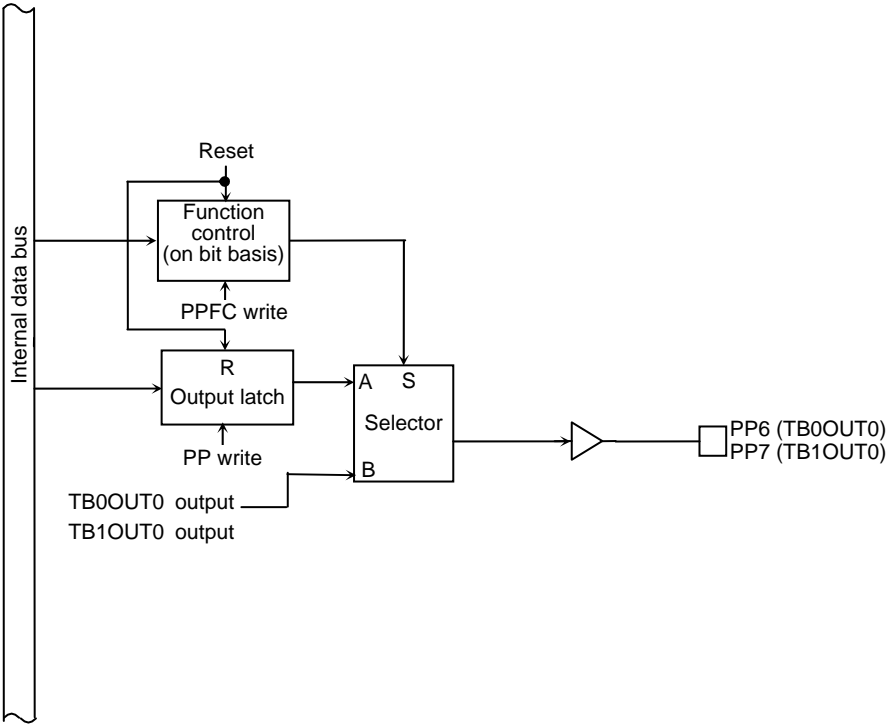 Internal data bus
Reset
Function
control
(on bit basis)
PPFC write
R
Output latch
PP write
A
S
Selector
B
TB0OUT0 output
TB1OUT0 output
PP6 (TB0OUT0)
PP7 (TB1OUT0)